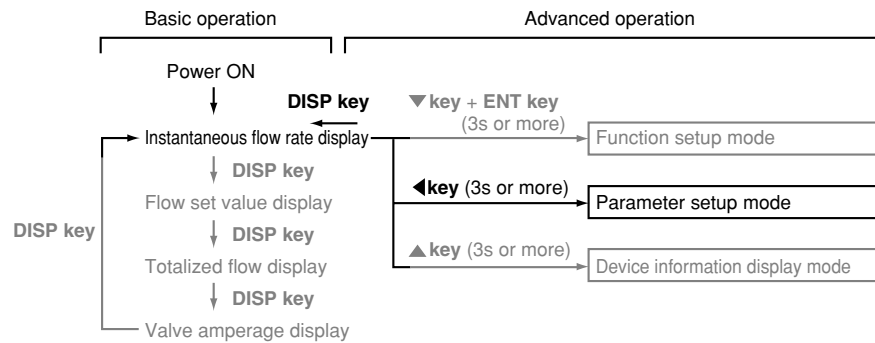 Basic operation
Advanced operation
Power ON
DISP key
▼key + ENT key
(3s or more)
Instantaneous flow rate display
Function setup mode
DISP key
◀key (3s or more)
Flow set value display
Parameter setup mode
DISP key
DISP key
▲key (3s or more)
Totalized flow display
Device information display mode
DISP key
Valve amperage display